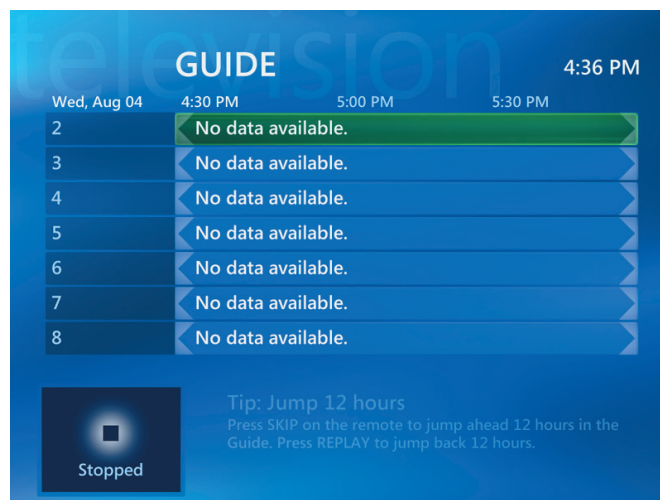 television
GUIDE
4:36 PM
Wed, Aug 04 4:30 PM 5:00 PM 5:30 PM
2 No data available.
3 No data available.
4 No data available.
5 No data available.
6 No data available.
7 No data available.
8 No data available.
Tip: Jump 12 hours
Press SKIP on the remote to jump ahead 12 hours in the
Guide. Press REPLAY to jump back 12 hours.
Stopped